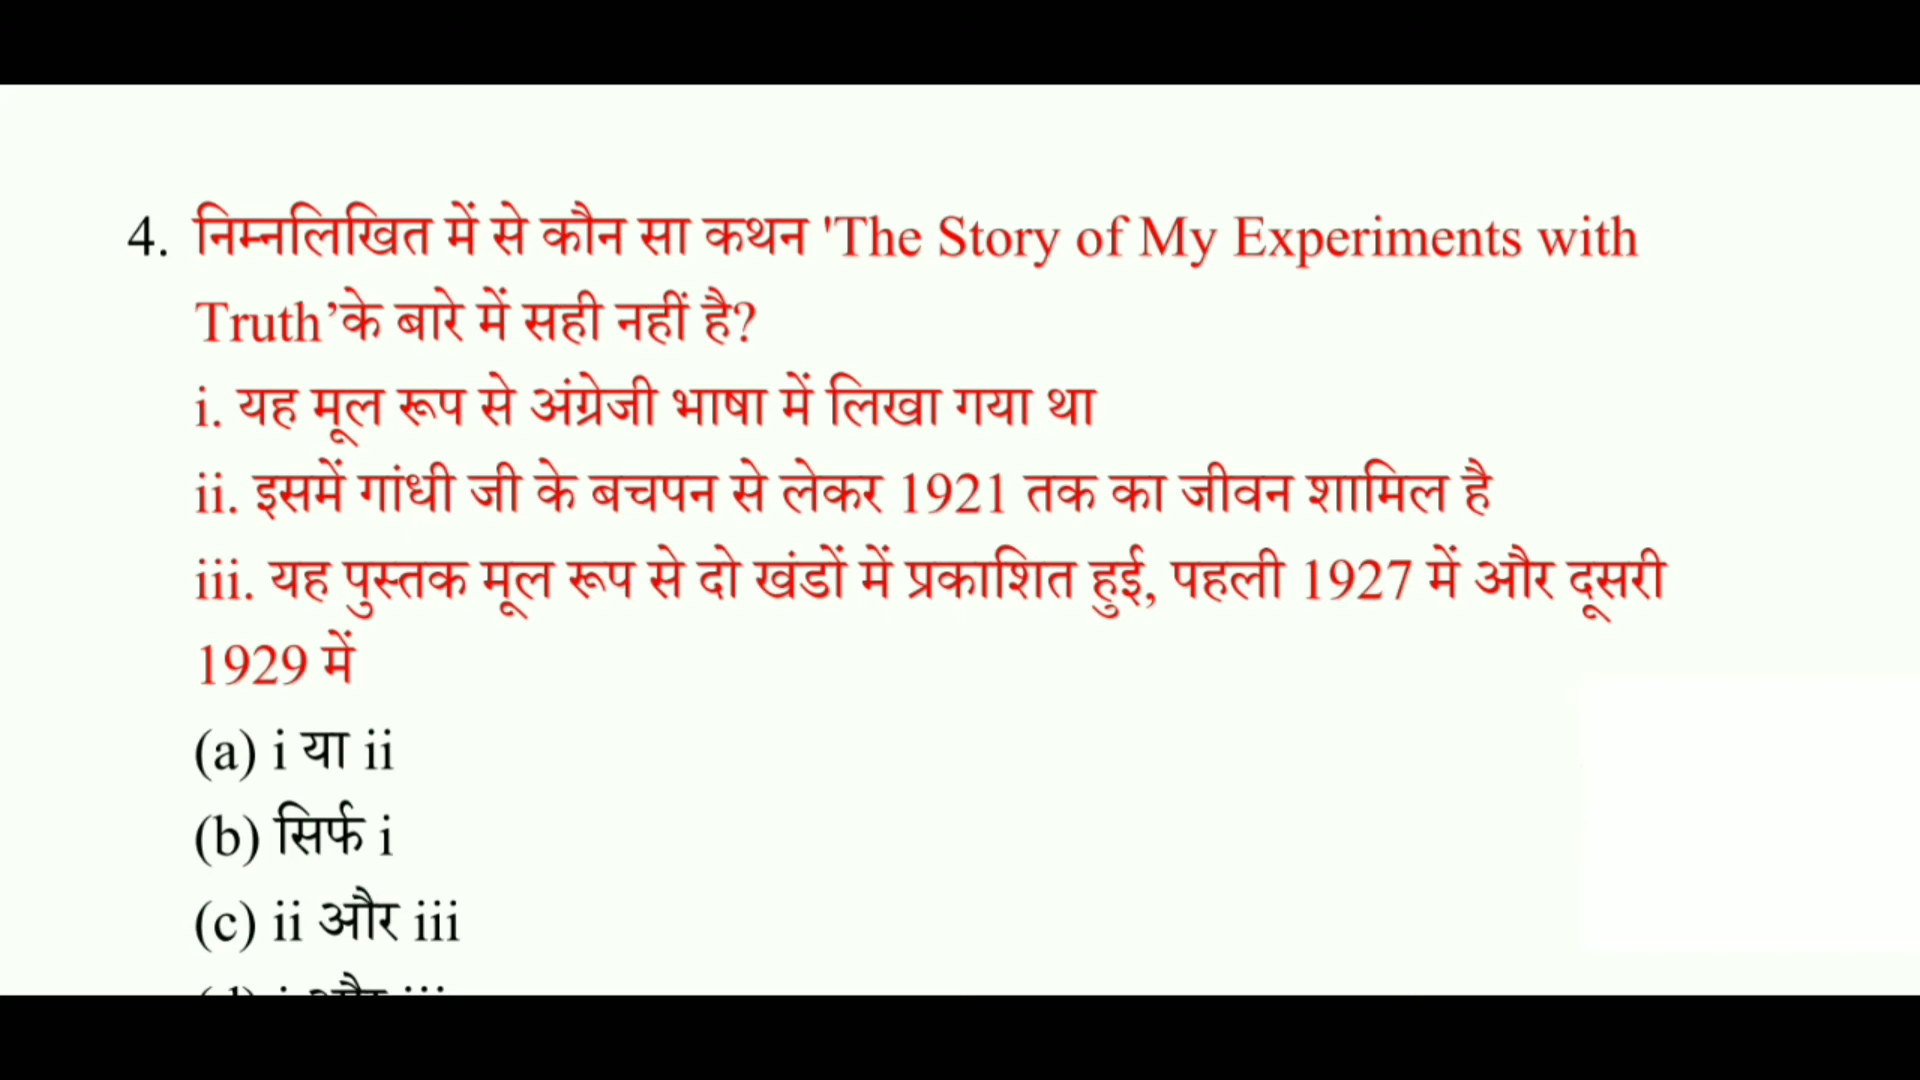 4. निम्नलिखित में से कौन सा कथन 'The Story of My Experiments with
Truth’के बारे में सही नहीं है?
i. यह मूल रूप से अंग्रेजी भाषा में लिखा गया था
ii. इसमें गांधी जी के बचपन से लेकर 1921 तक का जीवन शामिल है
iii. यह पुस्तक मूल रूप से दो खंडों में प्रकाशित हुई, पहली 1927 में और दूसरी
1929 में
(a) i या ii
(b) सिर्फ i
(c) ii और iii